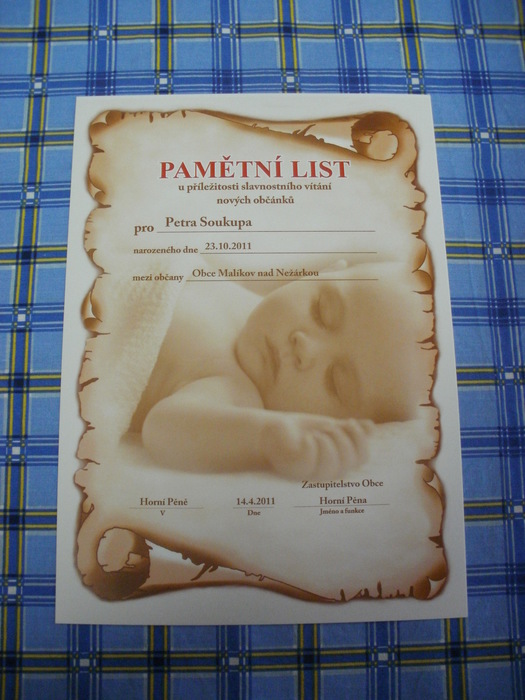 PAMĚTNÍ LIST
u příležitosti slavnostního vítání
nových občánků
pro Petra Soukupa
narozeného dne 23.10.2011
mezi občany Obce Malíkov nad Nežárkou
Zastupitelstvo Obce
Horní Pěně 14.4.2011 Horní Pěna
V Dne Jméno a funkce